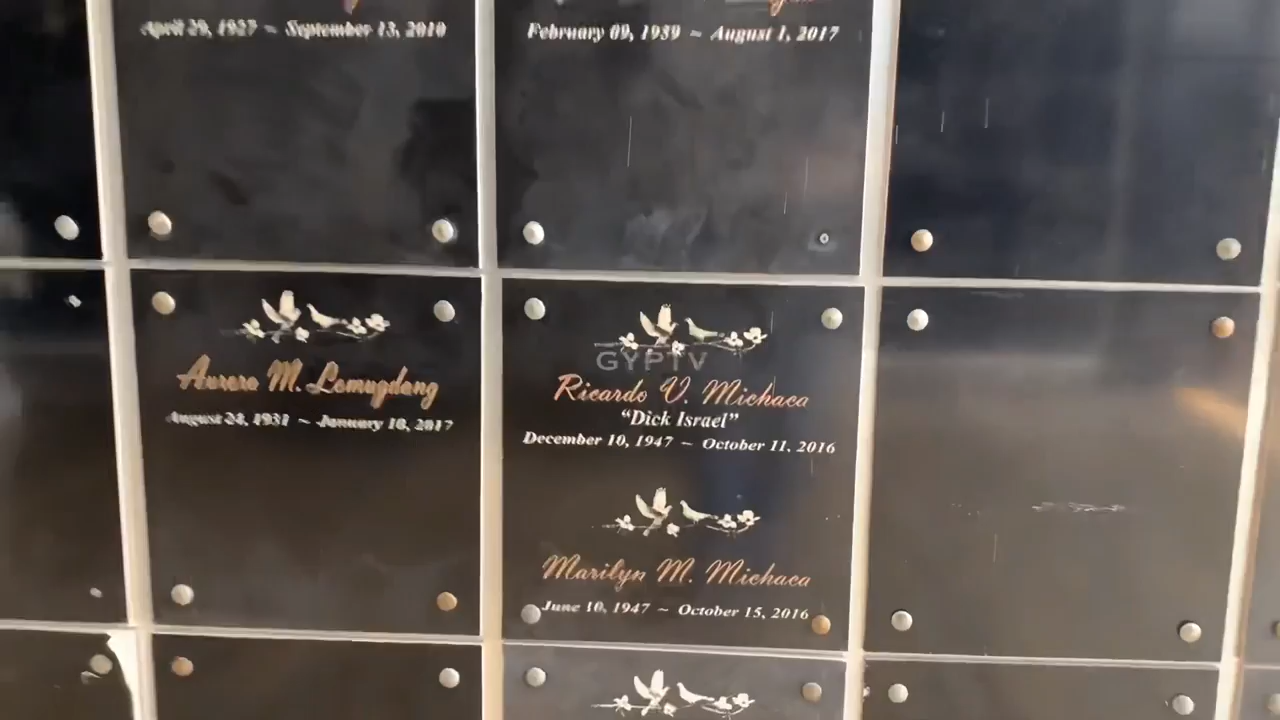 April 29, 1927 ~ September 13, 2010
February 09, 1939 ~ August 1, 2017
Aurora M. Lomugdang
August 24, 1931 ~ January 18, 2017
GYPTV
Ricardo V. Michaca
“Dick Israel”
December 10, 1947 ~ October 11, 2016
Marilyn M. Michaca
June 10, 1947 ~ October 15, 2016